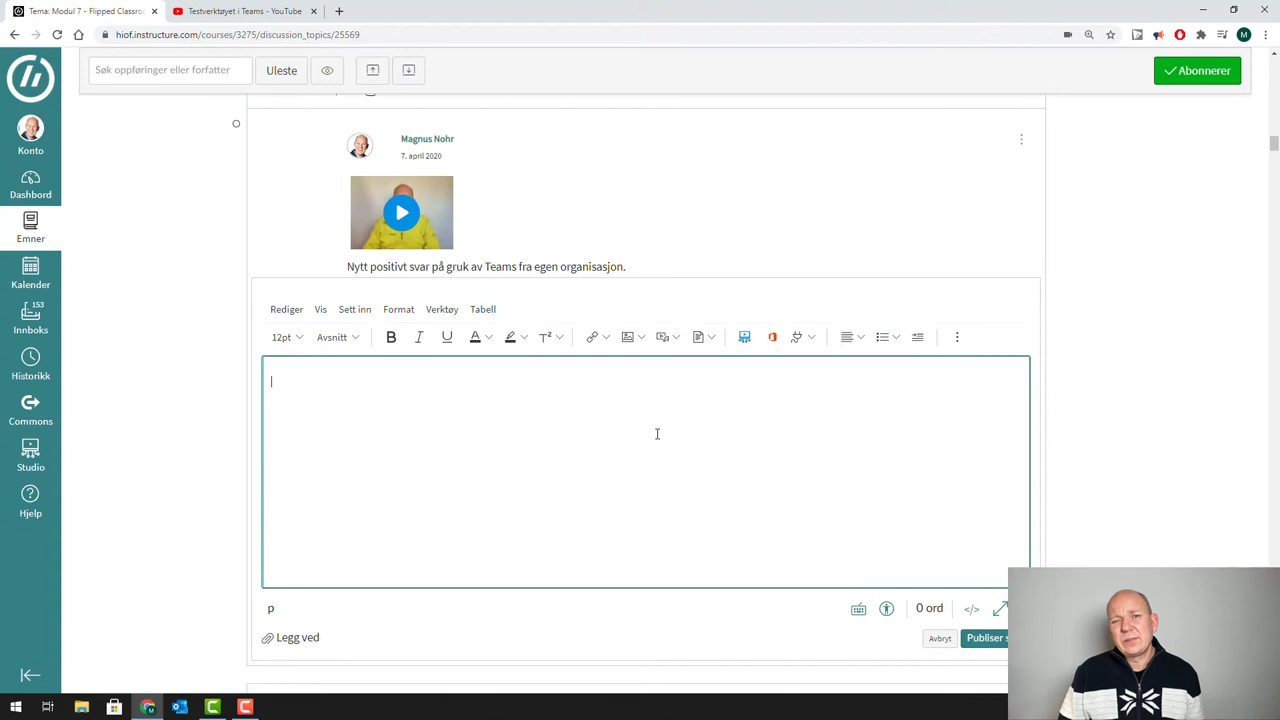 Tema: Modul 7 - Flipped Classro
Testverktøyet i Teams - YouTube
hiof.instructure.com/courses/3275/discussion_topics/25569
M
Søk oppføringer eller forfatter
Uleste
Abonnerer
Konto
Dashbord
Emner
Kalender
153
Innboks
Historikk
Commons
Studio
Hjelp
Magnus Nohr
7. april 2020
Nytt positivt svar på gruk av Teams fra egen organisasjon.
Rediger Vis Sett inn Format Verktøy Tabell
12pt Avsnitt B I U A T²
p
0 ord </>
Legg ved
Avbryt Publiser s